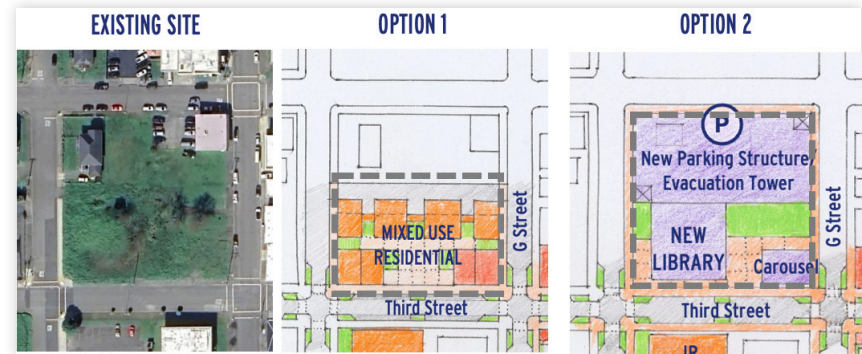 EXISTING SITE
OPTION 1
OPTION 2
MIXED USE
RESIDENTIAL
G Street
Third Street
P
New Parking Structure/
Evacuation Tower
NEW
LIBRARY
Carousel
G Street
Third Street